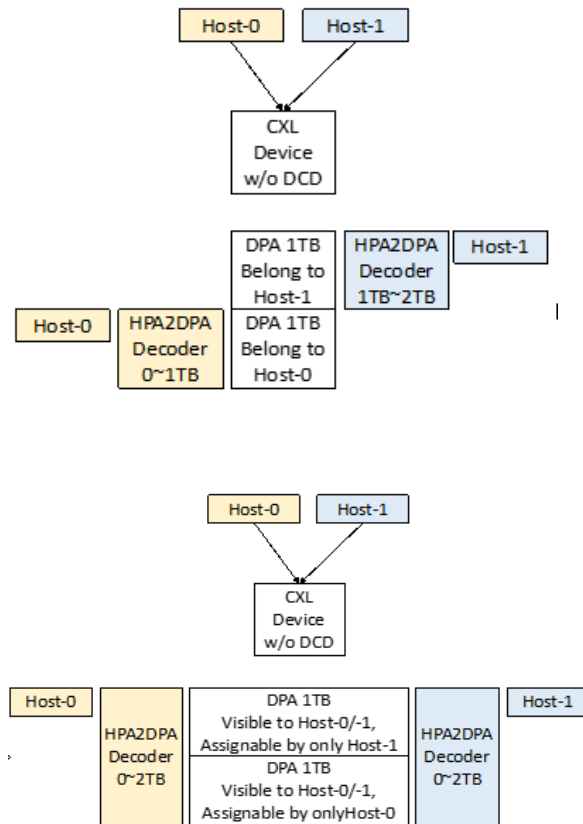 Host-0
Host-1
CXL
Device
w/o DCD
DPA 1TB
Belong to
Host-1
HPA2DPA
Decoder
1TB~2TB
Host-1
Host-0
HPA2DPA
Decoder
0~1TB
DPA 1TB
Belong to
Host-0
Host-0
Host-1
CXL
Device
w/o DCD
Host-0
HPA2DPA
Decoder
0~2TB
DPA 1TB
Visible to Host-0/-1,
Assignable by only Host-1
DPA 1TB
Visible to Host-0/-1,
Assignable by onlyHost-0
HPA2DPA
Decoder
0~2TB
Host-1